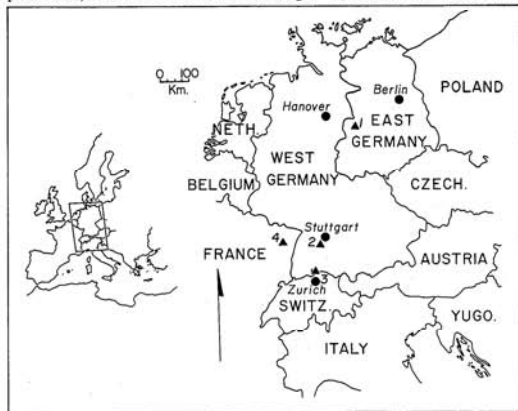 0 100
Km.
POLAND
Berlin
Hanover
1
EAST
GERMANY
NETH.
WEST
GERMANY
BELGIUM
CZECH.
Stuttgart
4
2
FRANCE
AUSTRIA
3
Zurich
SWITZ.
YUGO.
ITALY